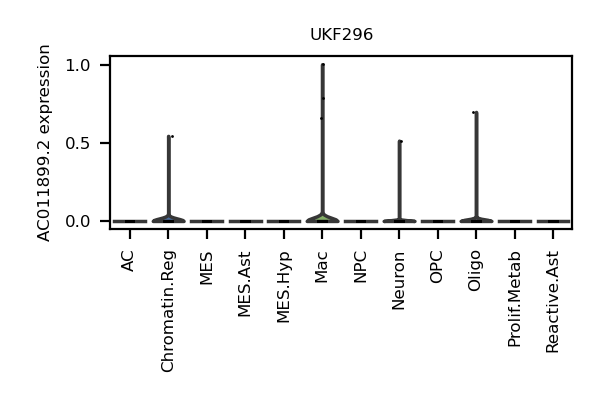 UKF296
AC011899.2 expression
1.0
0.5
0.0
AC
Chromatin.Reg
MES
MES.Ast
MES.Hyp
Mac
NPC
Neuron
OPC
Oligo
Prolif.Metab
Reactive.Ast